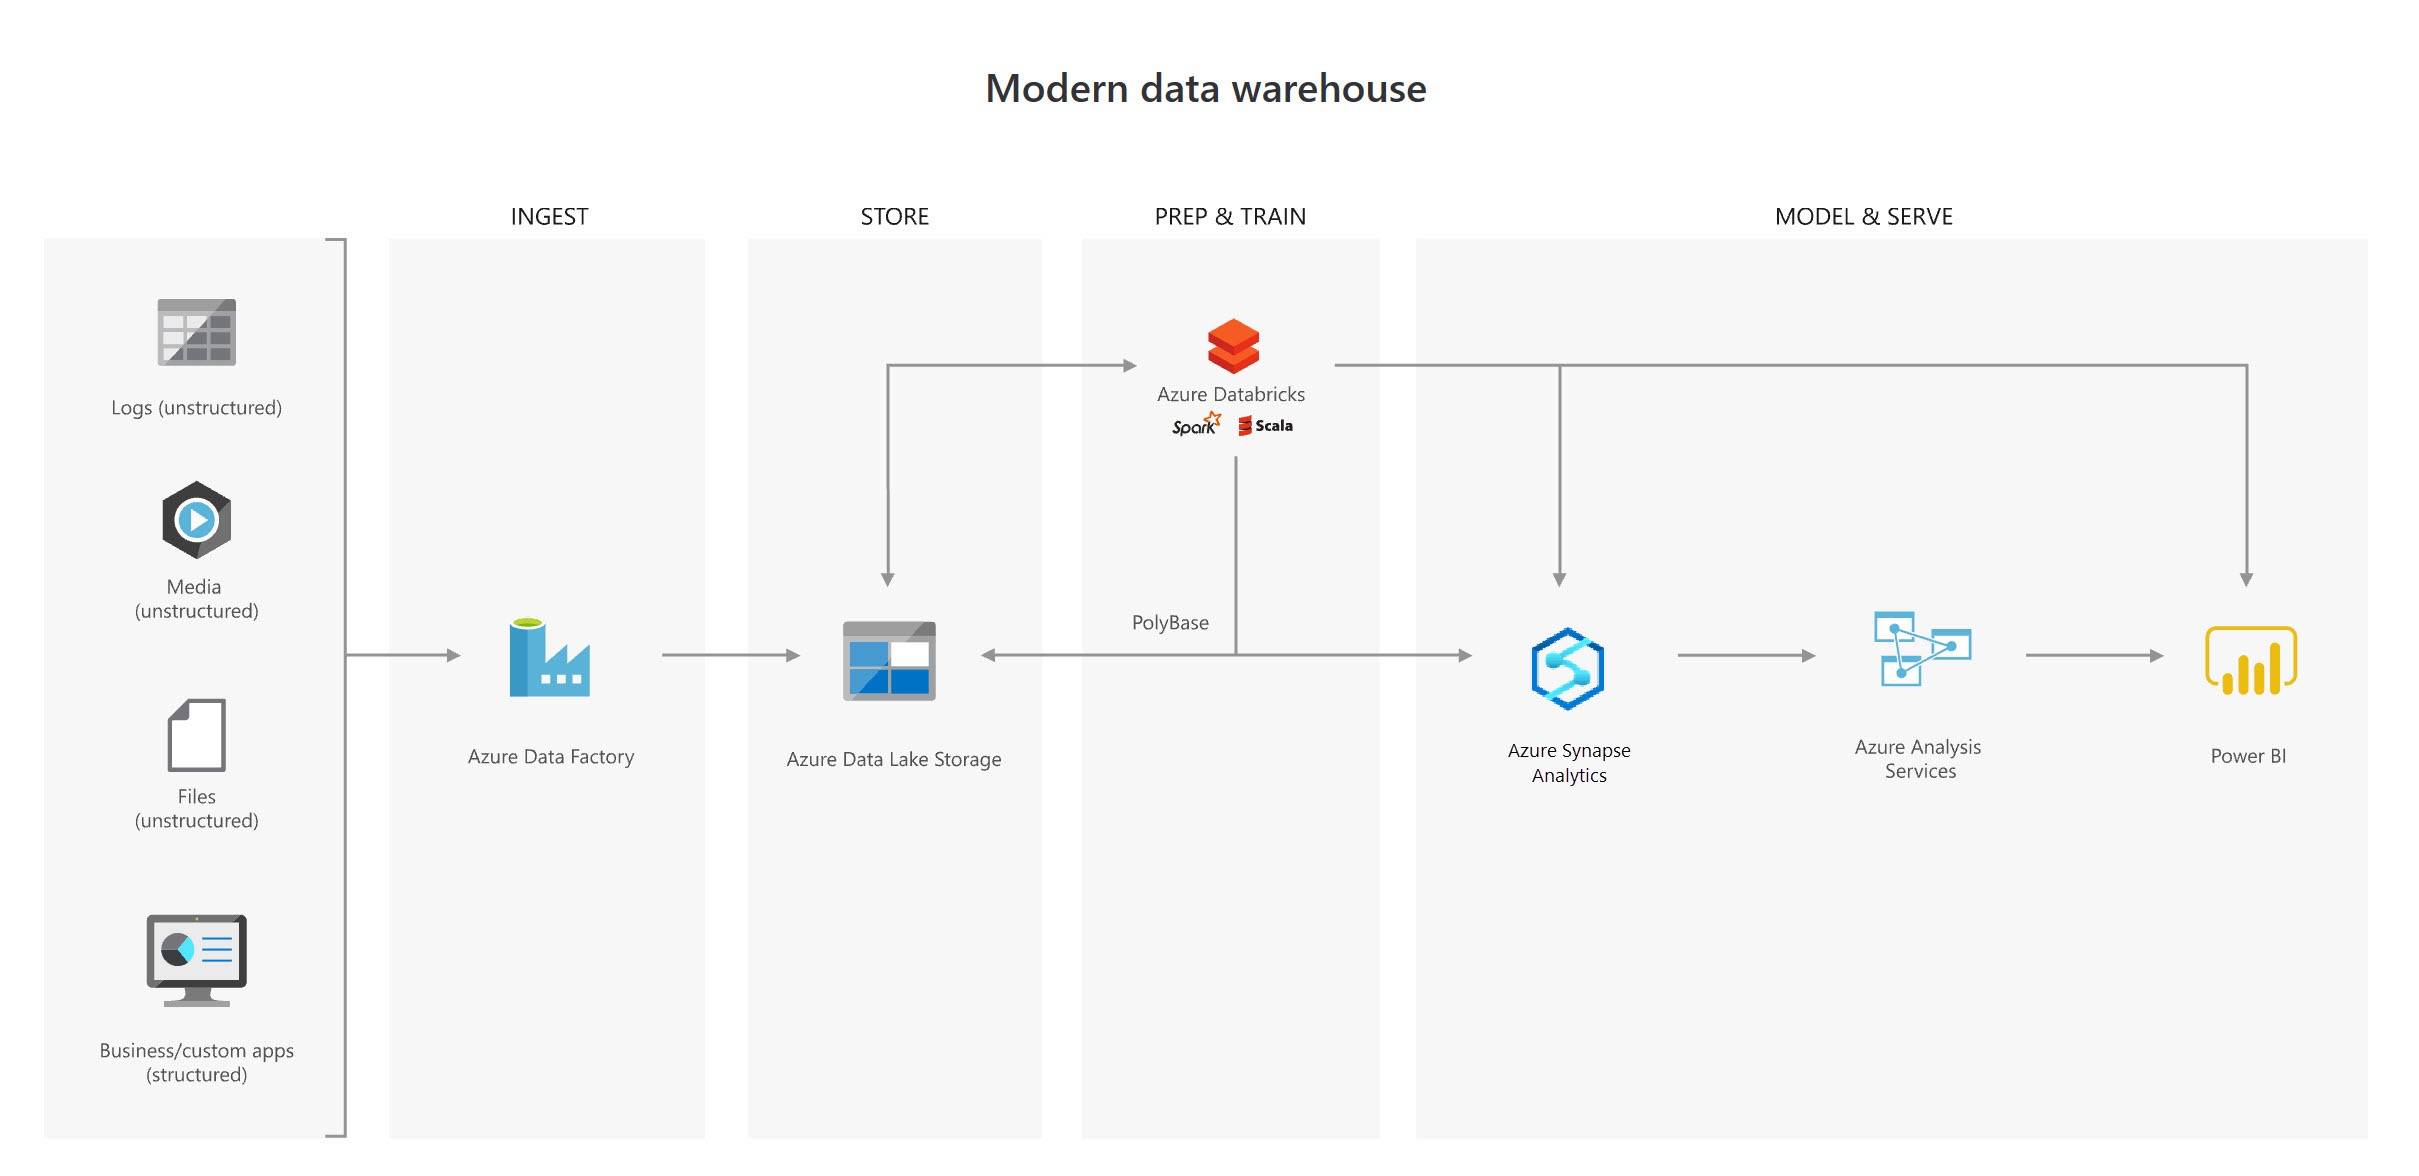 Modern data warehouse
INGEST
STORE
PREP & TRAIN
MODEL & SERVE
Logs (unstructured)
Media
(unstructured)
Files
(unstructured)
Business/custom apps
(structured)
Azure Data Factory
Azure Data Lake Storage
Azure Databricks
Spark
Scala
PolyBase
Azure Synapse
Analytics
Azure Analysis
Services
Power BI